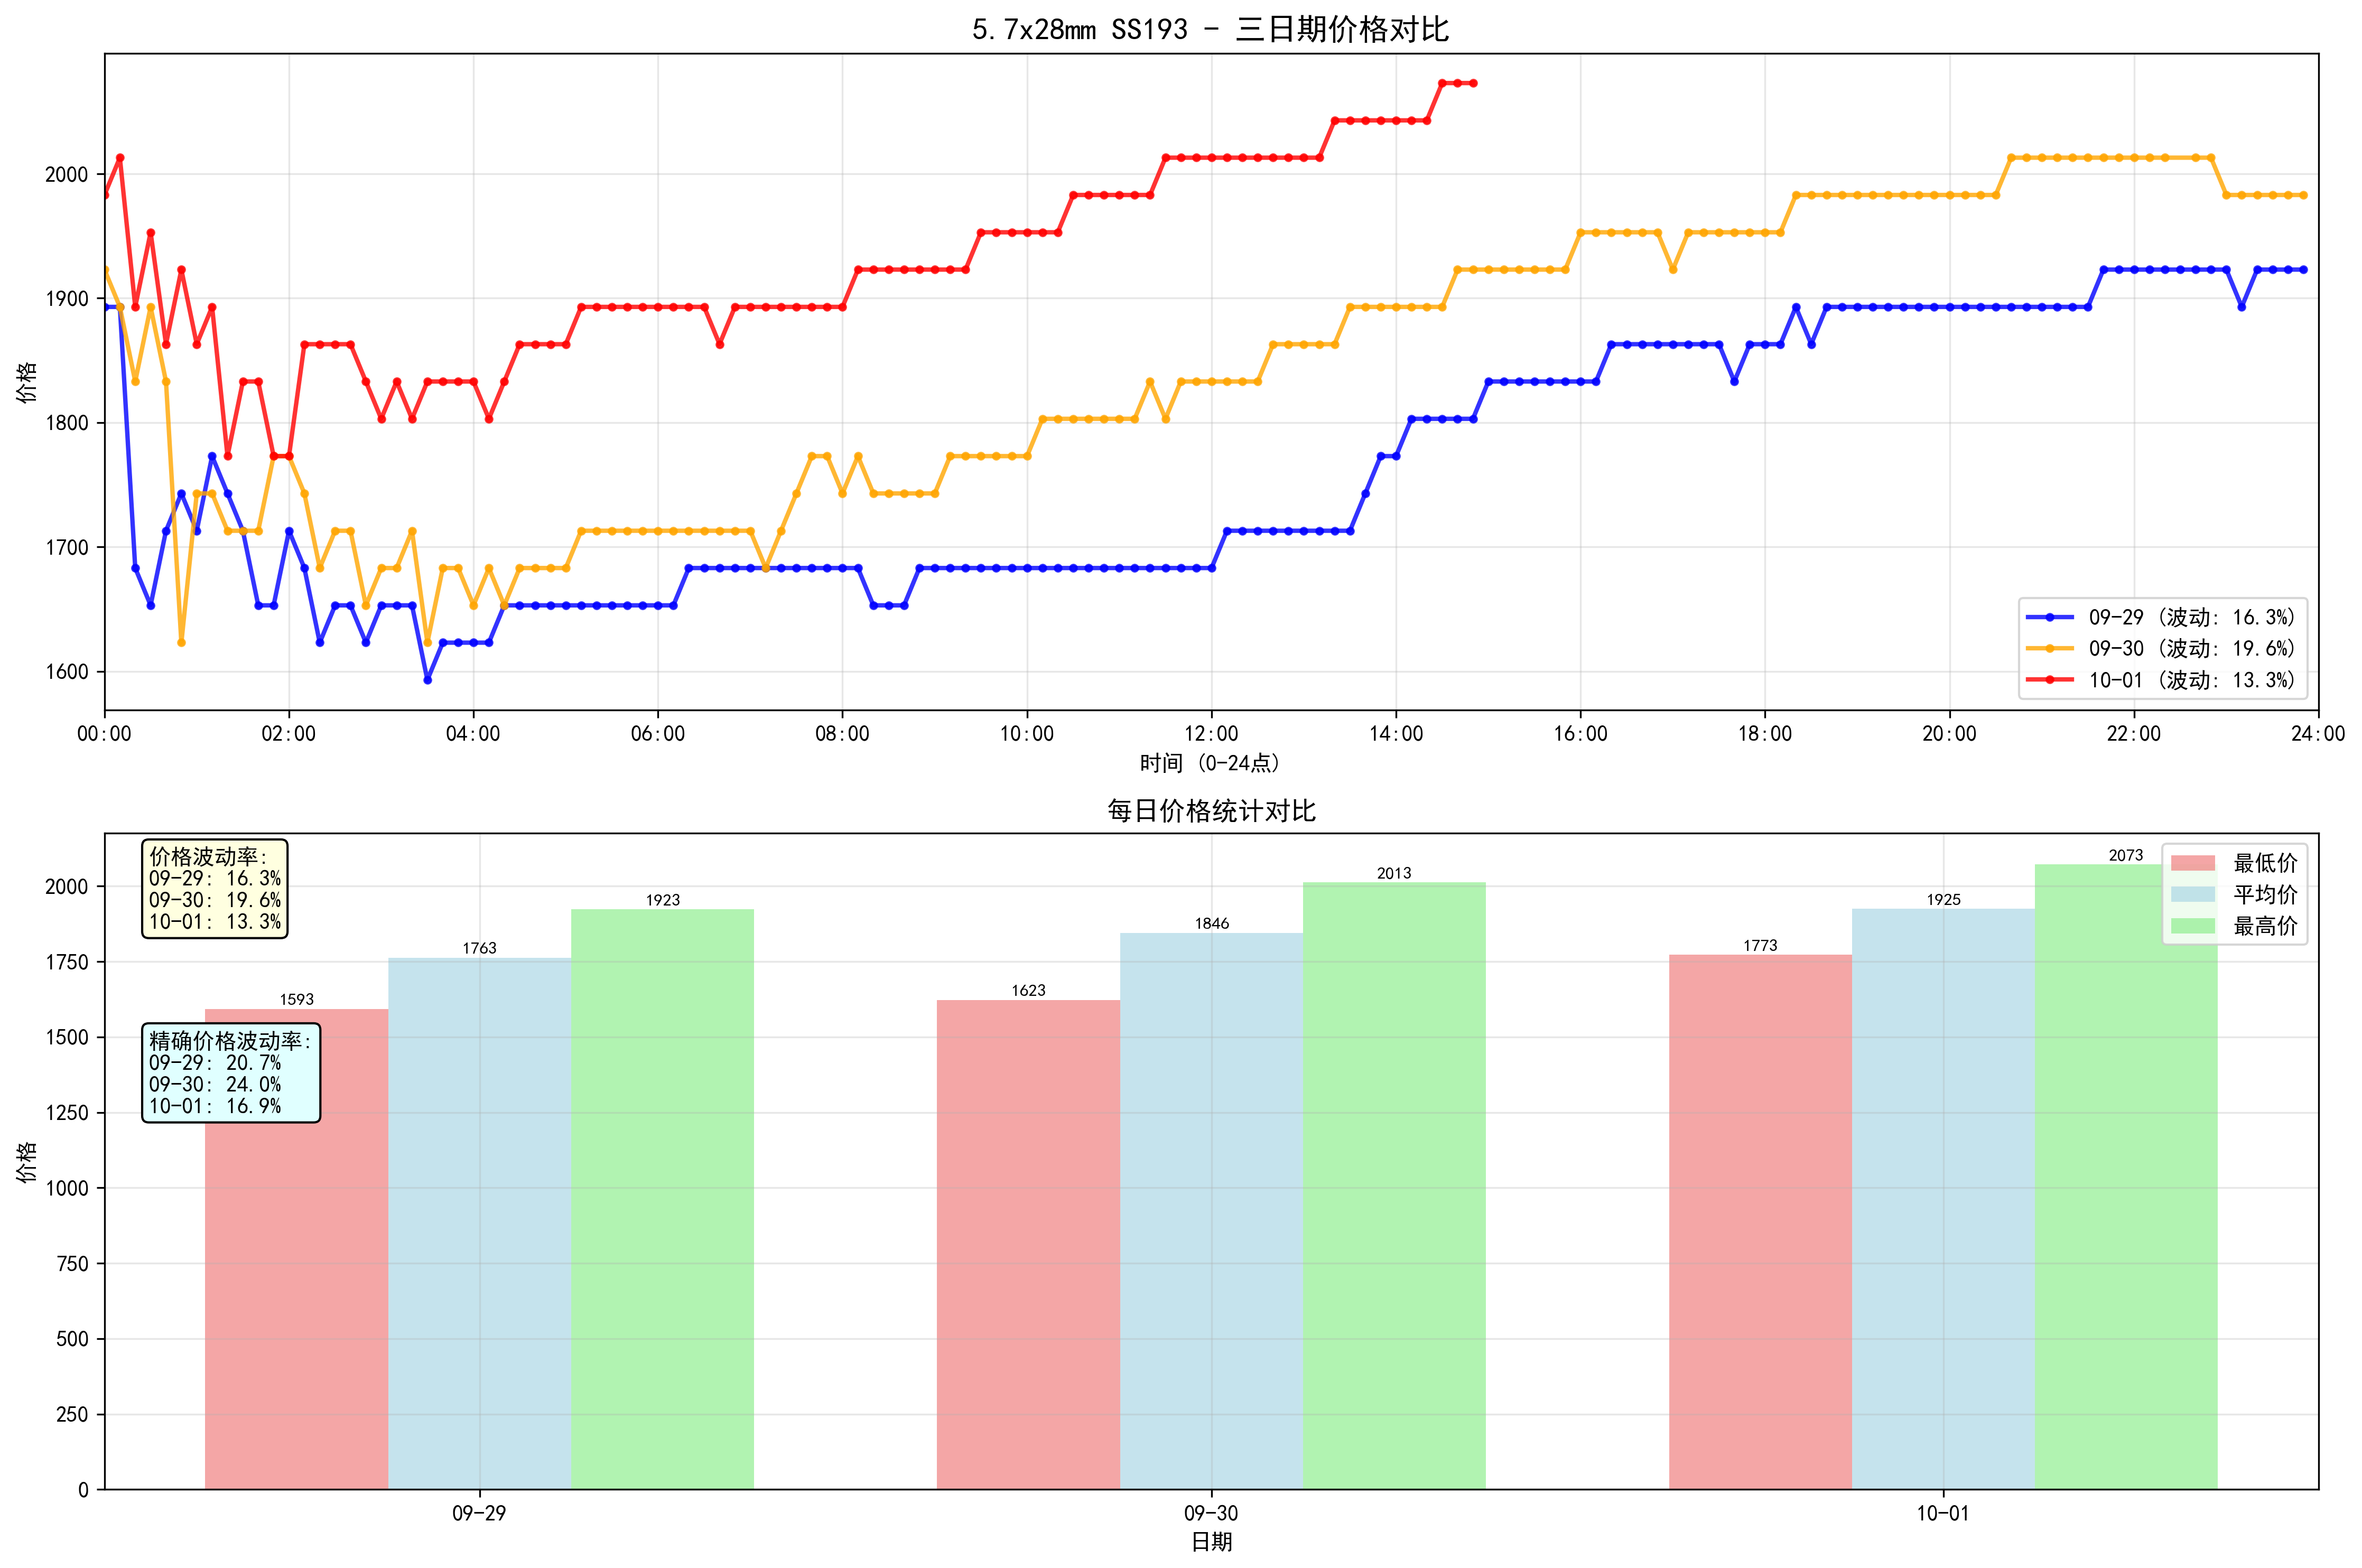 5.7x28mm SS193 - 三日期价格对比
价格
2000
1900
1800
1700
1600
09-29 (波动: 16.3%)
09-30 (波动: 19.6%)
10-01 (波动: 13.3%)
00:00 02:00 04:00 06:00 08:00 10:00 12:00 14:00 16:00 18:00 20:00 22:00 24:00
时间 (0-24点)
每日价格统计对比
价格
2000
1750
1500
1250
1000
750
500
250
0
价格波动率:
09-29: 16.3%
09-30: 19.6%
10-01: 13.3%
精确价格波动率:
09-29: 20.7%
09-30: 24.0%
10-01: 16.9%
1593
1763
1923
1623
1846
2013
1773
1925
2073
最低价
平均价
最高价
09-29 09-30 10-01
日期